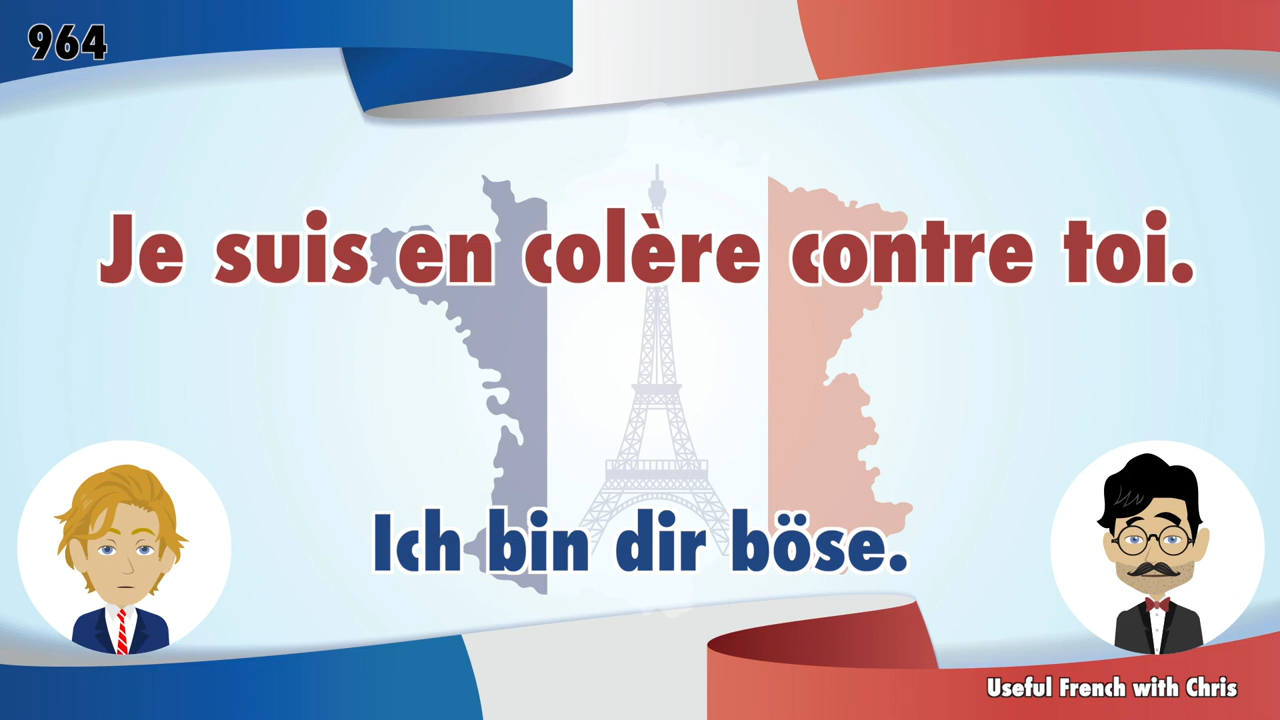 964
Je suis en colère contre toi.
Ich bin dir böse.
Useful French with Chris